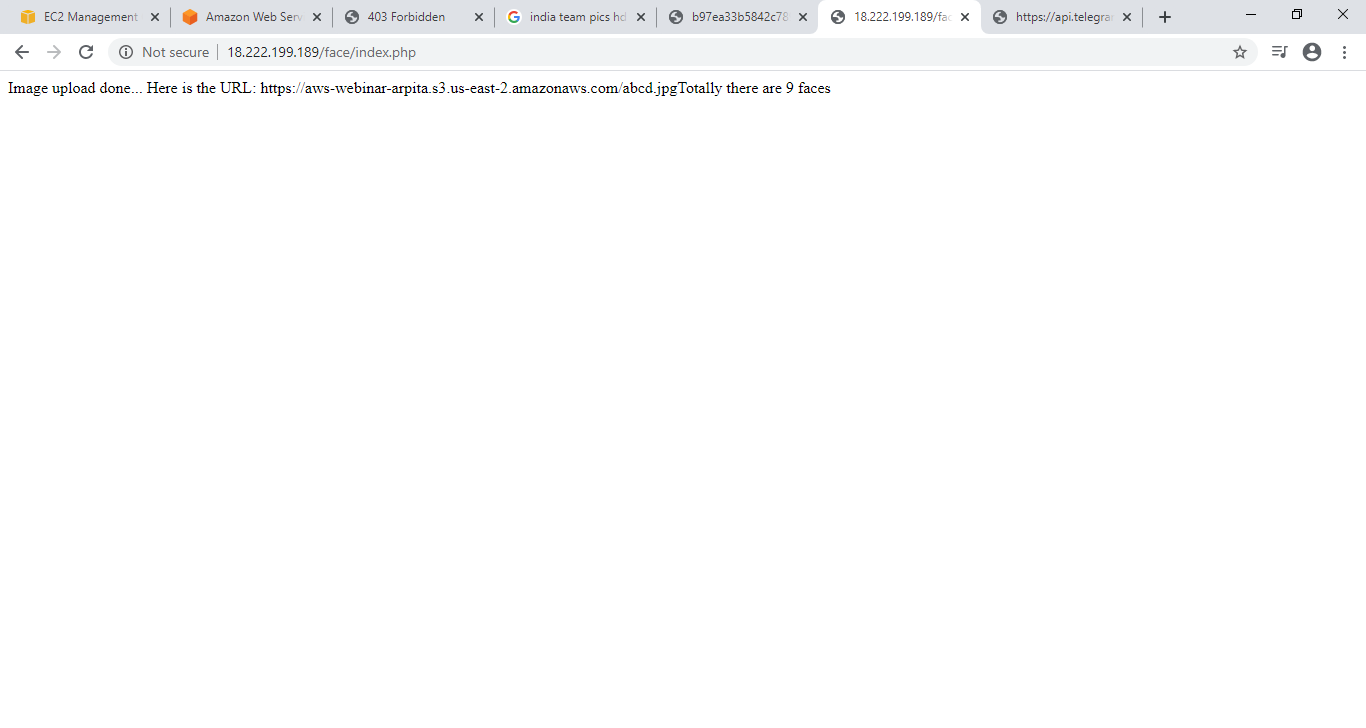 EC2 Management
Amazon Web Serv
403 Forbidden
india team pics hd
b97ea33b5842c78
18.222.199.189/fac
https://api.telegra
Not secure
18.222.199.189/face/index.php
Image upload done... Here is the URL: https://aws-webinar-arpita.s3.us-east-2.amazonaws.com/abcd.jpgTotally there are 9 faces